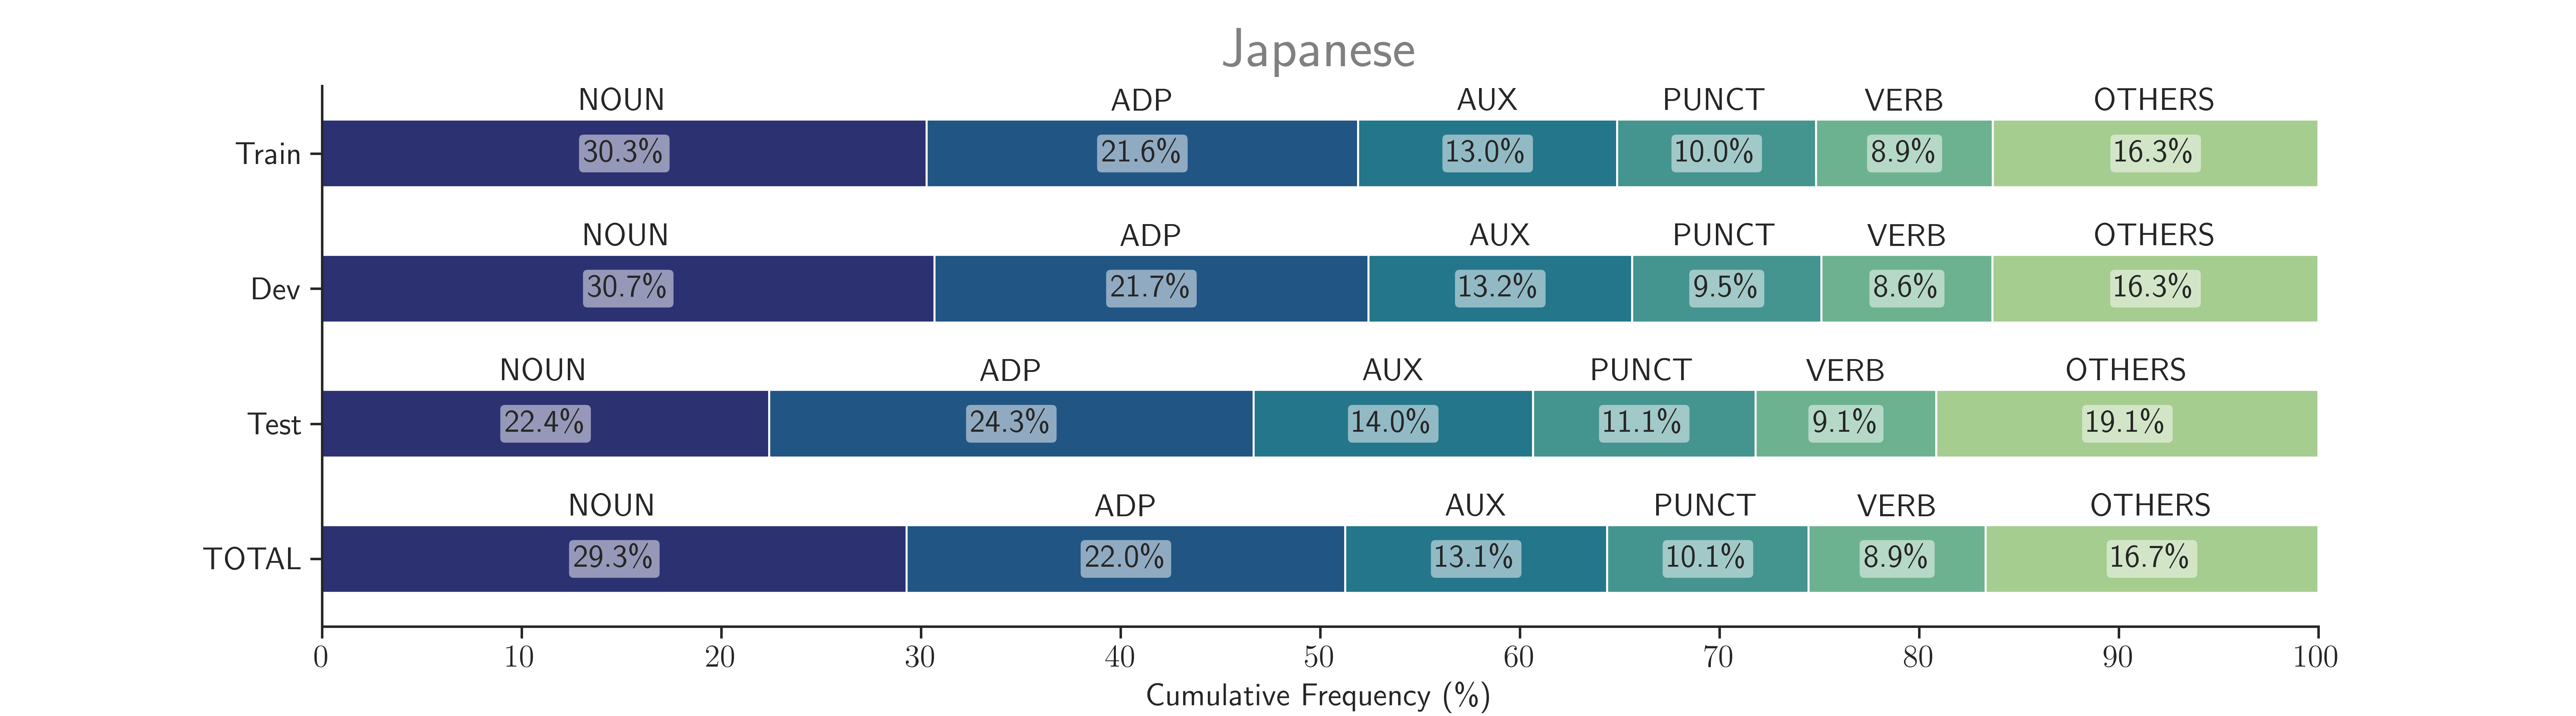 Japanese
NOUN ADP AUX PUNCT VERB OTHERS
Train 30.3% 21.6% 13.0% 10.0% 8.9% 16.3%
NOUN ADP AUX PUNCT VERB OTHERS
Dev 30.7% 21.7% 13.2% 9.5% 8.6% 16.3%
NOUN ADP AUX PUNCT VERB OTHERS
Test 22.4% 24.3% 14.0% 11.1% 9.1% 19.1%
NOUN ADP AUX PUNCT VERB OTHERS
TOTAL 29.3% 22.0% 13.1% 10.1% 8.9% 16.7%
0 10 20 30 40 50 60 70 80 90 100
Cumulative Frequency (%)